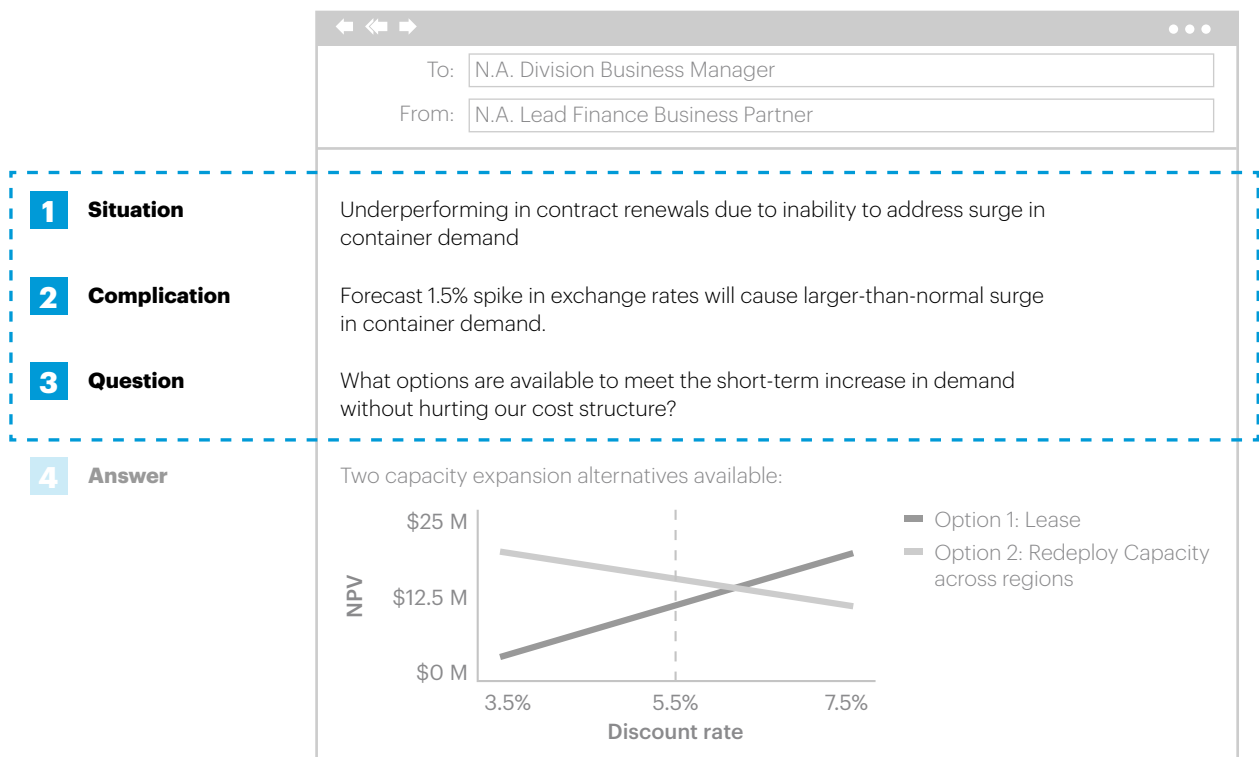 To: N.A. Division Business Manager
From: N.A. Lead Finance Business Partner
1 Situation
Underperforming in contract renewals due to inability to address surge in
container demand
2 Complication
Forecast 1.5% spike in exchange rates will cause larger-than-normal surge
in container demand.
3 Question
What options are available to meet the short-term increase in demand
without hurting our cost structure?
4 Answer
Two capacity expansion alternatives available:
NPV
$25 M
$12.5 M
$0 M
3.5% 5.5% 7.5%
Discount rate
Option 1: Lease
Option 2: Redeploy Capacity
across regions